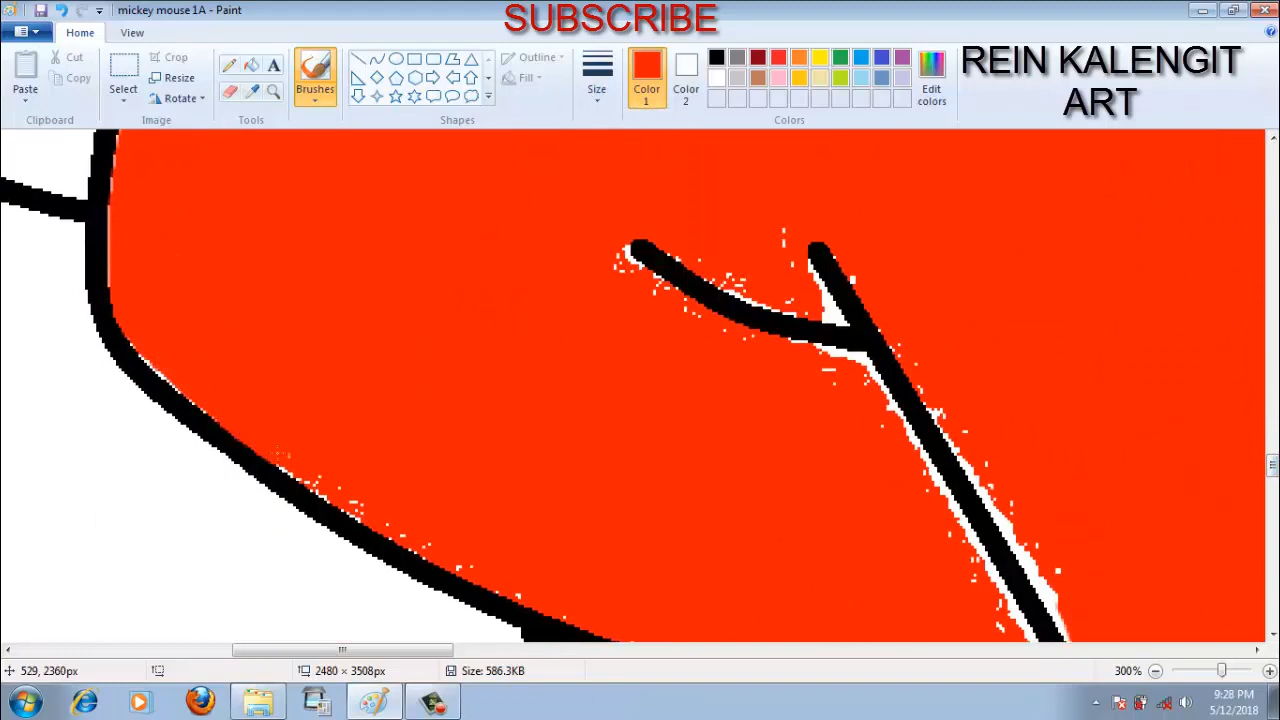 mickey mouse 1A - Paint
SUBSCRIBE
Home
View
REIN KALENGIT
ART
Paste
Cut
Copy
Clipboard
Select
Crop
Resize
Rotate
Image
A
Tools
Brushes
Outline
Fill
Shapes
Size
Color
1
Color
2
Edit
colors
Colors
529, 2360px
2480 × 3508px
Size: 586.3KB
300%
9:28 PM
5/12/2018